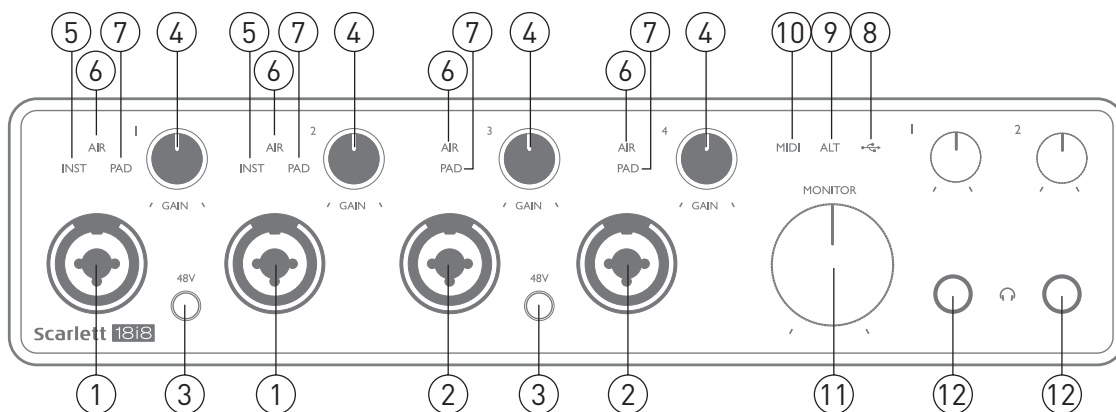 5 7 4 5 7 4 7 4 7 4 10 9 8
6 6 6 6
1 2 3 4 1 2
AIR AIR AIR AIR MIDI ALT
INST PAD INST PAD PAD PAD
MONITOR
GAIN GAIN GAIN GAIN
48V 48V
Scarlett 18i8
1 3 1 2 3 2 11 12 12